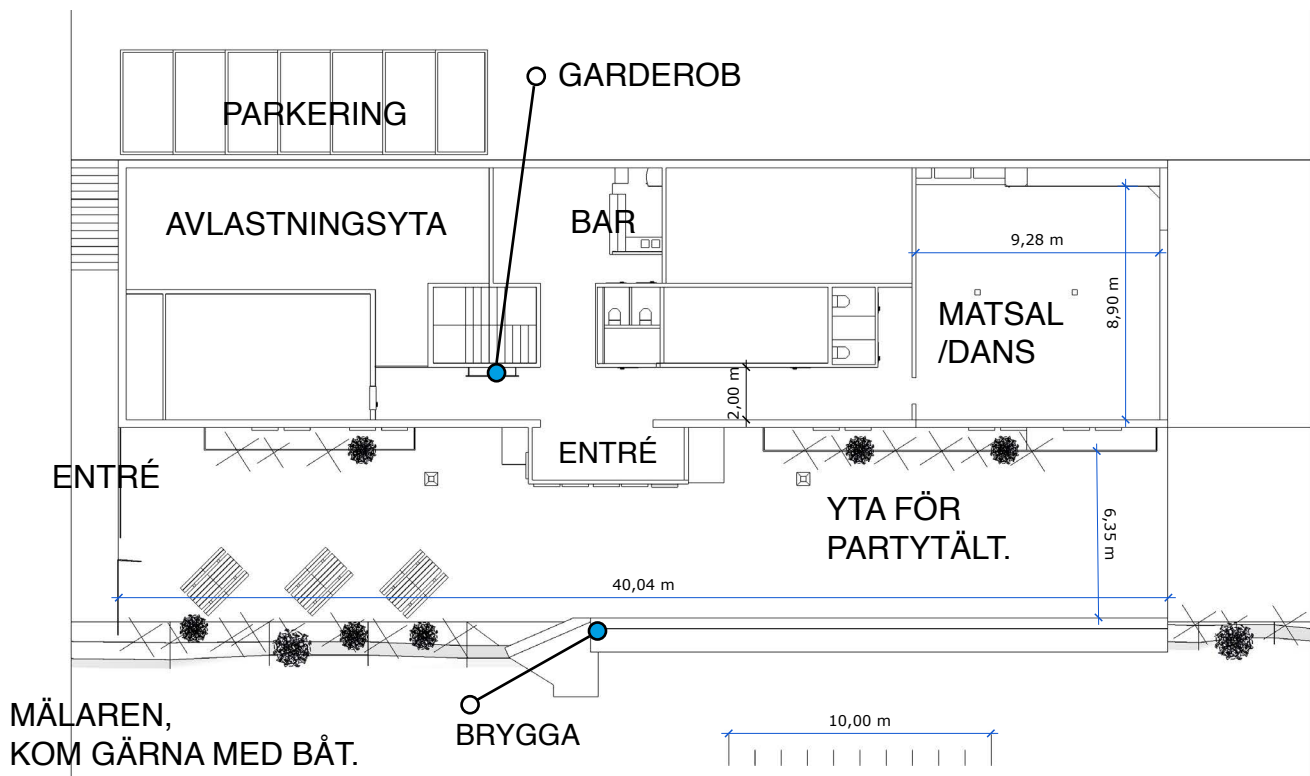 GARDEROB
PARKERING
AVLASTNINGSYTA
BAR
9,28 m
8,90 m
MATSAL
/DANS
2,00 m
ENTRÉ
ENTRÉ
YTA FÖR
PARTYTÄLT.
6,35 m
40,04 m
MÄLAREN,
KOM GÄRNA MED BÅT.
BRYGGA
10,00 m